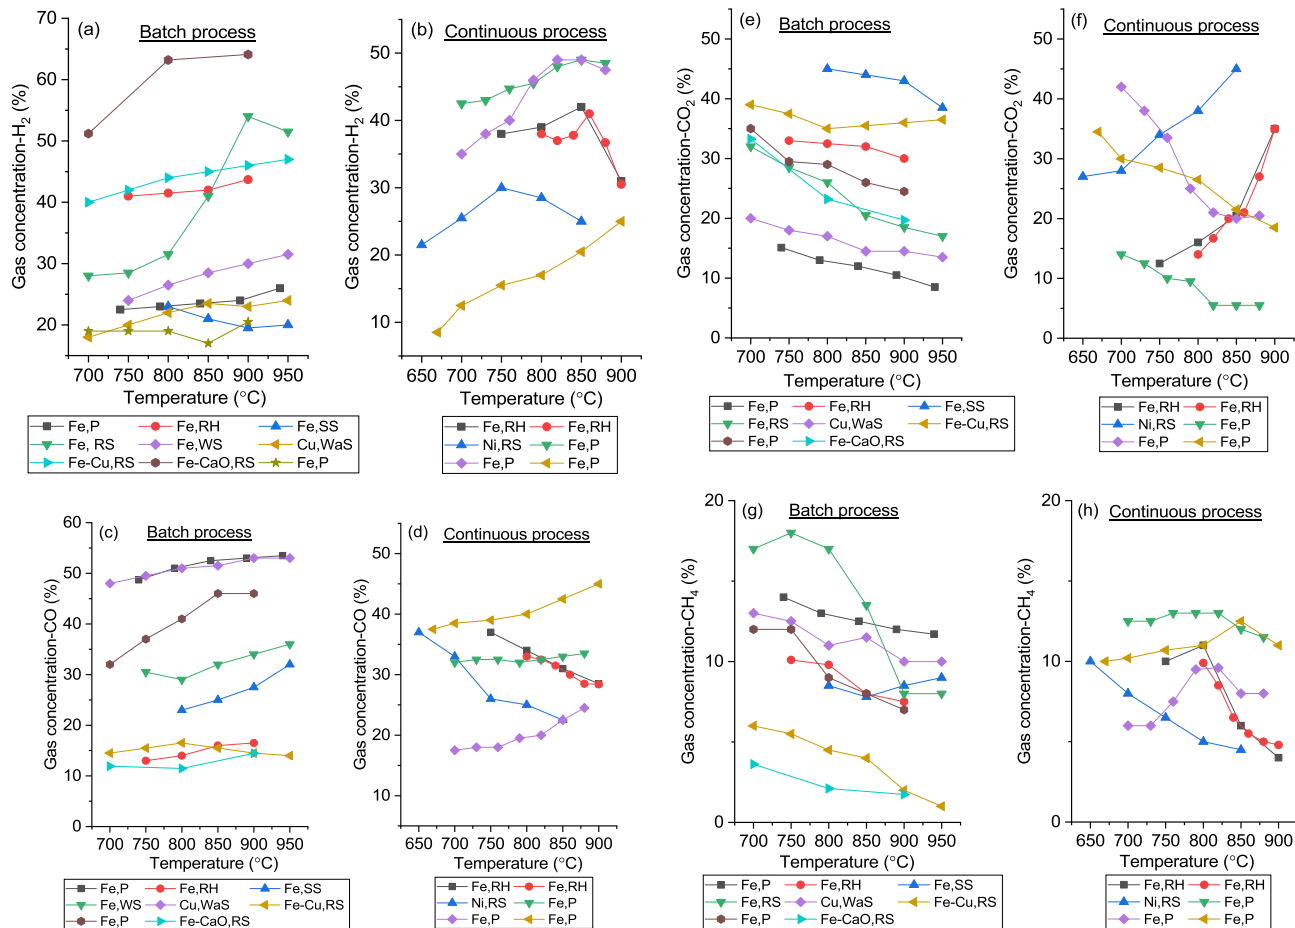 (a)
Batch process
Gas concentration-H2 (%)
70
60
50
40
30
20
700 750 800 850 900 950
Temperature (°C)
Fe,P Fe,RH Fe,SS
Fe, RS Fe,WS Cu,WaS
Fe-Cu,RS Fe-CaO,RS Fe,P
(b)
Continuous process
Gas concentration-H2 (%)
50
40
30
20
10
650 700 750 800 850 900
Temperature (°C)
Fe,RH Fe,RH
Ni,RS Fe,P
Fe,P Fe,P
(e)
Batch process
Gas concentration-CO2 (%)
50
40
30
20
10
0
700 750 800 850 900 950
Temperature (°C)
Fe,P Fe,RH Fe,SS
Fe,RS Cu,WaS Fe-Cu,RS
Fe,P Fe-CaO,RS
(f)
Continuous process
Gas concentration-CO2 (%)
50
40
30
20
10
0
650 700 750 800 850 900
Temperature (°C)
Fe,RH Fe,RH
Ni,RS Fe,P
Fe,P Fe,P
(c)
Batch process
Gas concentration-CO (%)
60
50
40
30
20
10
0
700 750 800 850 900 950
Temperature (°C)
Fe,P Fe,RH Fe,SS
Fe,WS Cu,WaS Fe-Cu,RS
Fe,P Fe-CaO,RS
(d)
Continuous process
Gas concentration-CO (%)
50
40
30
20
10
650 700 750 800 850 900
Temperature (°C)
Fe,RH Fe,RH
Ni,RS Fe,P
Fe,P Fe,P
(g)
Batch process
Gas concentration-CH4 (%)
20
10
0
700 750 800 850 900 950
Temperature (°C)
Fe,P Fe,RH Fe,SS
Fe,RS Cu,WaS Fe-Cu,RS
Fe,P Fe-CaO,RS
(h)
Continuous process
Gas concentration-CH4 (%)
20
10
0
650 700 750 800 850 900
Temperature (°C)
Fe,RH Fe,RH
Ni,RS Fe,P
Fe,P Fe,P